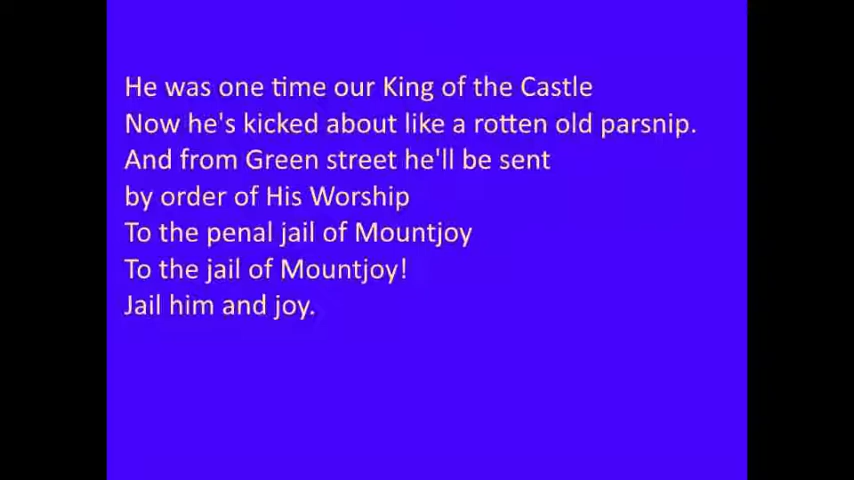 He was one time our King of the Castle
Now he's kicked about like a rotten old parsnip.
And from Green street he'll be sent
by order of His Worship
To the penal jail of Mountjoy
To the jail of Mountjoy!
Jail him and joy.